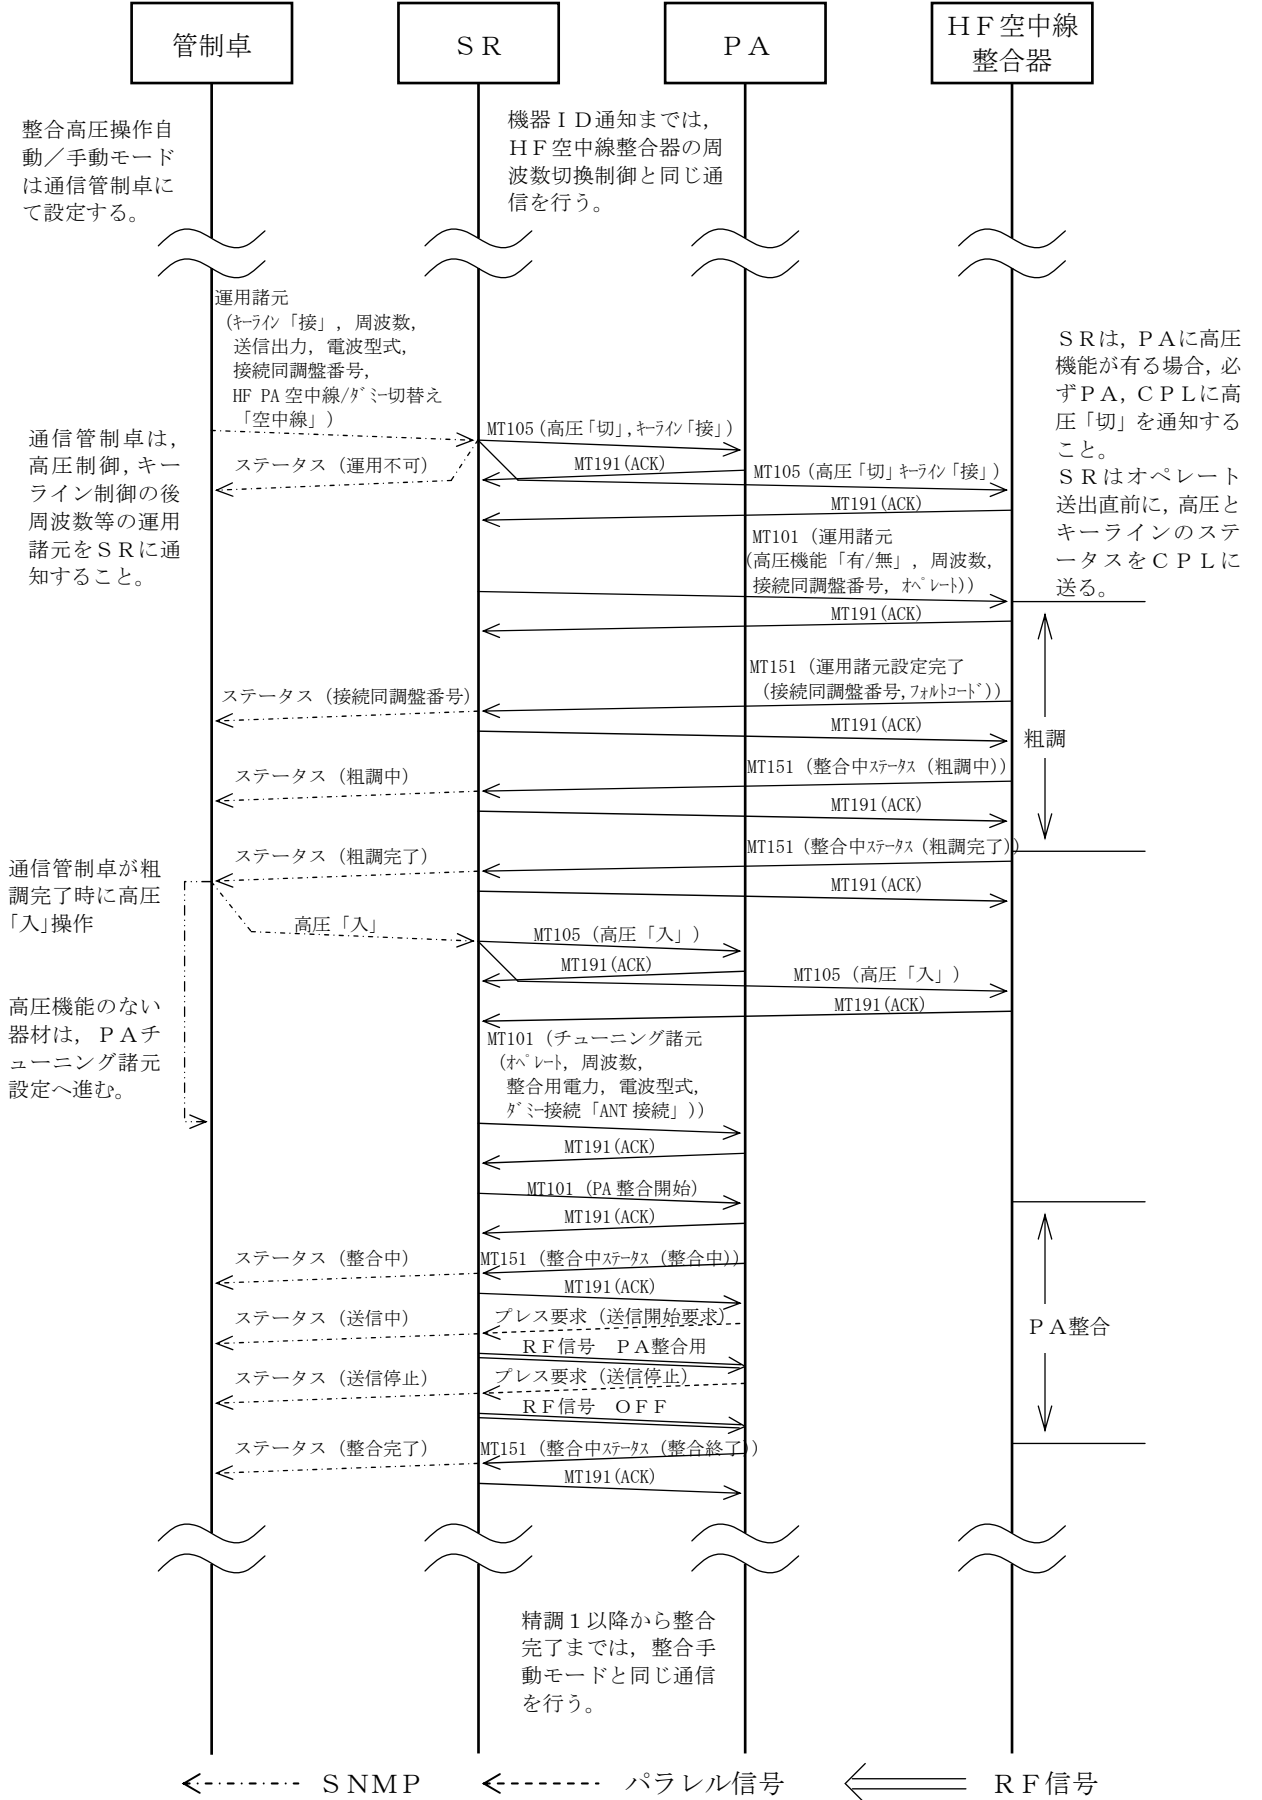 管制卓
ＳＲ
ＰＡ
ＨＦ空中線
整合器
整合高圧操作自
動／手動モード
は通信管制卓に
て設定する。
機器ＩＤ通知までは，
ＨＦ空中線整合器の周
波数切換制御と同じ通
信を行う。
運用諸元
（ｷｰﾗｲﾝ「接」，周波数，
送信出力，電波型式，
接続同調盤番号，
HF PA 空中線/ﾀﾞﾐｰ切替え
「空中線」）
ＳＲは，ＰＡに高圧
機能が有る場合，必
ずＰＡ，ＣＰＬに高
圧「切」を通知する
こと。
ＳＲはオペレート
送出直前に，高圧と
キーラインのステ
ータスをＣＰＬに
送る。
通信管制卓は，
高圧制御，キー
ライン制御の後
周波数等の運用
諸元をＳＲに通
知すること。
MT105（高圧「切」，ｷｰﾗｲﾝ「接」）
ステータス（運用不可）
MT191(ACK)
MT105（高圧「切」ｷｰﾗｲﾝ「接」）
MT191(ACK)
MT101（運用諸元
（高圧機能「有/無」，周波数，
接続同調盤番号，ｵﾍﾟﾚｰﾄ））
MT191(ACK)
MT151（運用諸元設定完了
（接続同調盤番号，ﾌｫﾙﾄｺｰﾄﾞ））
ステータス（接続同調盤番号）
MT191(ACK)
粗調
MT151（整合中ｽﾃｰﾀｽ（粗調中））
ステータス（粗調中）
MT191(ACK)
MT151（整合中ｽﾃｰﾀｽ（粗調完了））
ステータス（粗調完了）
MT191(ACK)
通信管制卓が粗
調完了時に高圧
「入」操作
高圧「入」
MT105（高圧「入」）
MT191(ACK)
MT105（高圧「入」）
MT191(ACK)
高圧機能のない
器材は，ＰＡチ
ューニング諸元
設定へ進む。
MT101（チューニング諸元
（ｵﾍﾟﾚｰﾄ，周波数，
整合用電力，電波型式，
ﾀﾞﾐｰ接続「ANT 接続」））
MT191(ACK)
MT101（PA 整合開始）
MT191(ACK)
ステータス（整合中）
MT151（整合中ｽﾃｰﾀｽ（整合中））
MT191(ACK)
ステータス（送信中）
プレス要求（送信開始要求）
ＲＦ信号　ＰＡ整合用
ＰＡ整合
ステータス（送信停止）
プレス要求（送信停止）
ＲＦ信号　ＯＦＦ
ステータス（整合完了）
MT151（整合中ｽﾃｰﾀｽ（整合終了））
MT191(ACK)
精調１以降から整合
完了までは，整合手
動モードと同じ通信
を行う。
ＳＮＭＰ
パラレル信号
ＲＦ信号